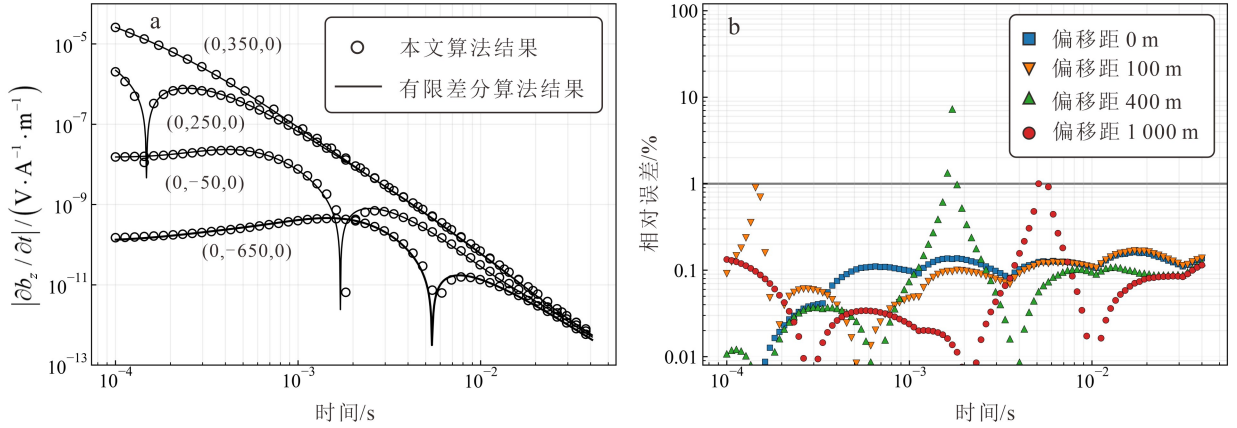 a
本文算法结果
有限差分算法结果
(0,350,0)
(0,250,0)
(0,−50,0)
(0,−650,0)
10⁻⁵
10⁻⁷
10⁻⁹
10⁻¹¹
10⁻¹³
10⁻⁴
10⁻³
10⁻²
|∂b_z / ∂t| / (V·A⁻¹·m⁻¹)
时间/s
b
偏移距 0 m
偏移距 100 m
偏移距 400 m
偏移距 1 000 m
100
10
1
0.1
0.01
10⁻⁴
10⁻³
10⁻²
相对误差/%
时间/s